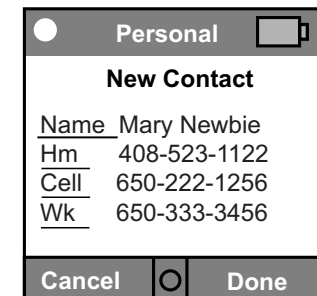 Personal
New Contact
Name Mary Newbie
Hm 408-523-1122
Cell 650-222-1256
Wk 650-333-3456
Cancel Done